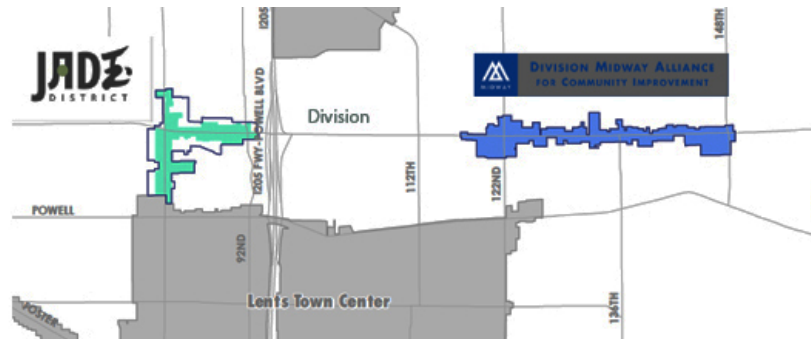 JADE
DISTRICT
I205
148TH
DIVISION MIDWAY ALLIANCE
FOR COMMUNITY IMPROVEMENT
MIDWAY
I205 FWY-POWELL BLVD
Division
112TH
122ND
POWELL
92ND
Lents Town Center
136TH
FOSTER